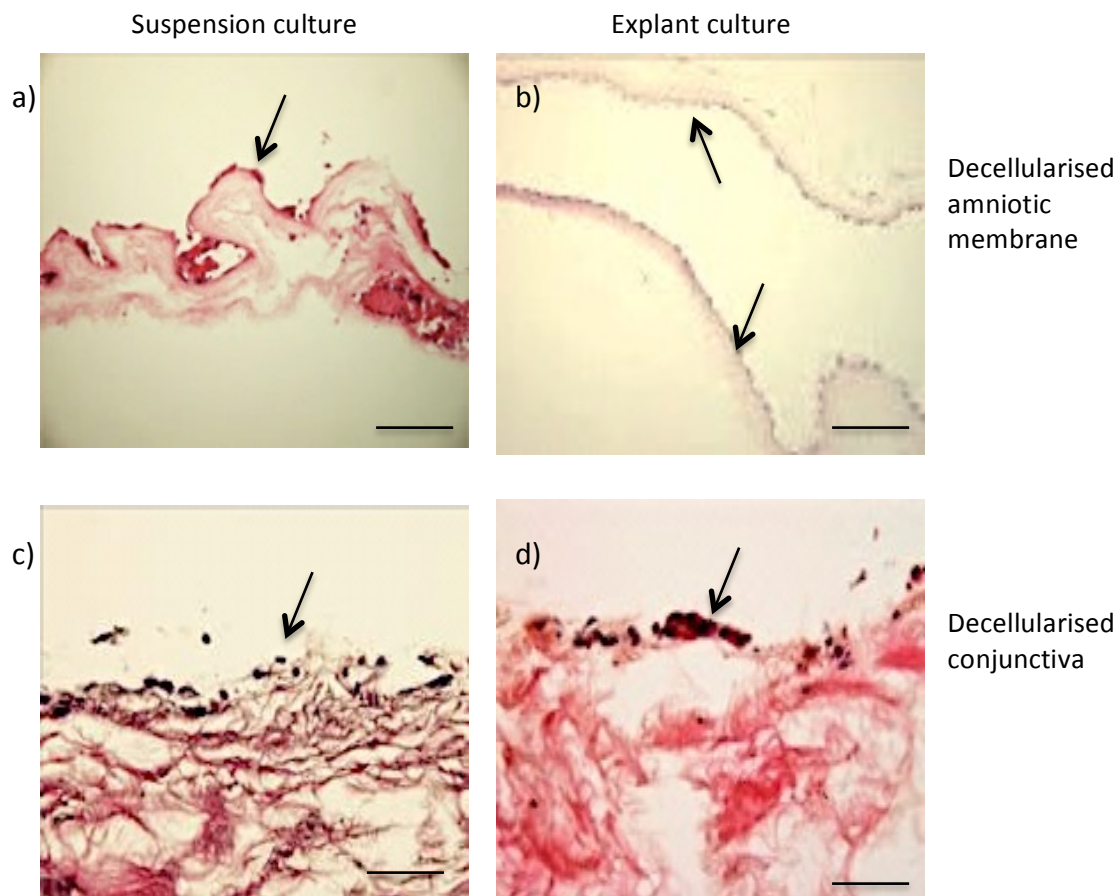 Suspension culture
Explant culture
a)
b)
Decellularised
amniotic
membrane
c)
d)
Decellularised
conjunctiva